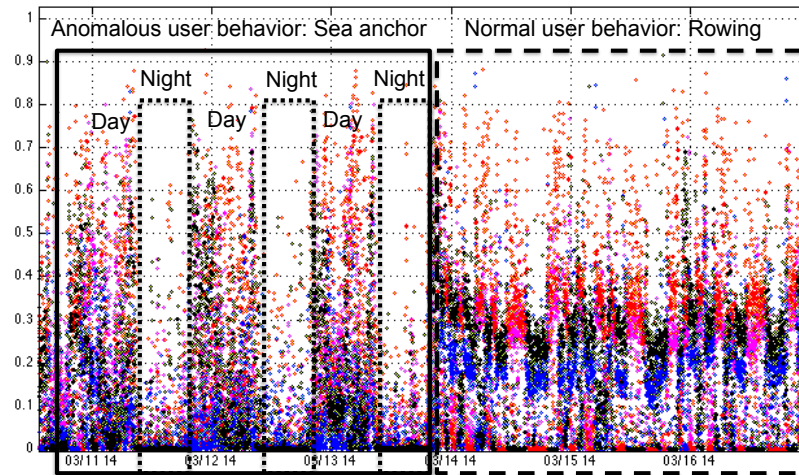 Anomalous user behavior: Sea anchor
Normal user behavior: Rowing
Night
Night
Night
Day
Day
Day
0.9
0.8
0.7
0.6
0.5
0.4
0.3
0.2
0.1
0
03/11 14
03/12 14
03/13 14
03/14 14
03/15 14
03/16 14